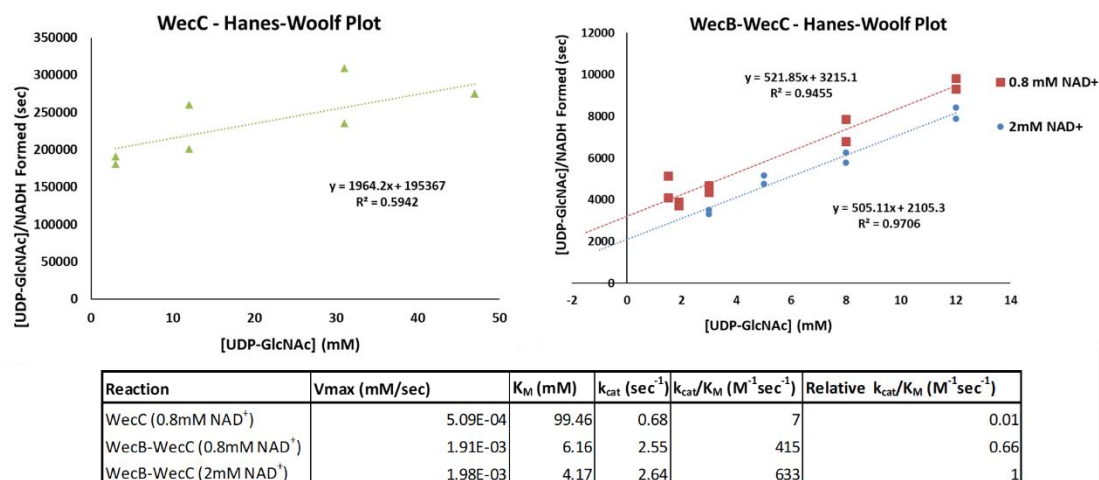 WecC - Hanes-Woolf Plot
[UDP-GlcNAc]/NADH Formed (sec)
350000
300000
250000
200000
150000
100000
50000
0
y = 1964.2x + 195367
R² = 0.5942
0 10 20 30 40 50
[UDP-GlcNAc] (mM)
WecB-WecC - Hanes-Woolf Plot
[UDP-GlcNAc]/NADH Formed (sec)
12000
10000
8000
6000
4000
2000
0
y = 521.85x + 3215.1
R² = 0.9455
y = 505.11x + 2105.3
R² = 0.9706
0.8 mM NAD+
2mM NAD+
-2 0 2 4 6 8 10 12 14
[UDP-GlcNAc] (mM)
Reaction Vmax (mM/sec) K_M (mM) k_cat (sec⁻¹) k_cat/K_M (M⁻¹sec⁻¹) Relative k_cat/K_M (M⁻¹sec⁻¹)
WecC (0.8mM NAD⁺) 5.09E-04 99.46 0.68 7 0.01
WecB-WecC (0.8mM NAD⁺) 1.91E-03 6.16 2.55 415 0.66
WecB-WecC (2mM NAD⁺) 1.98E-03 4.17 2.64 633 1